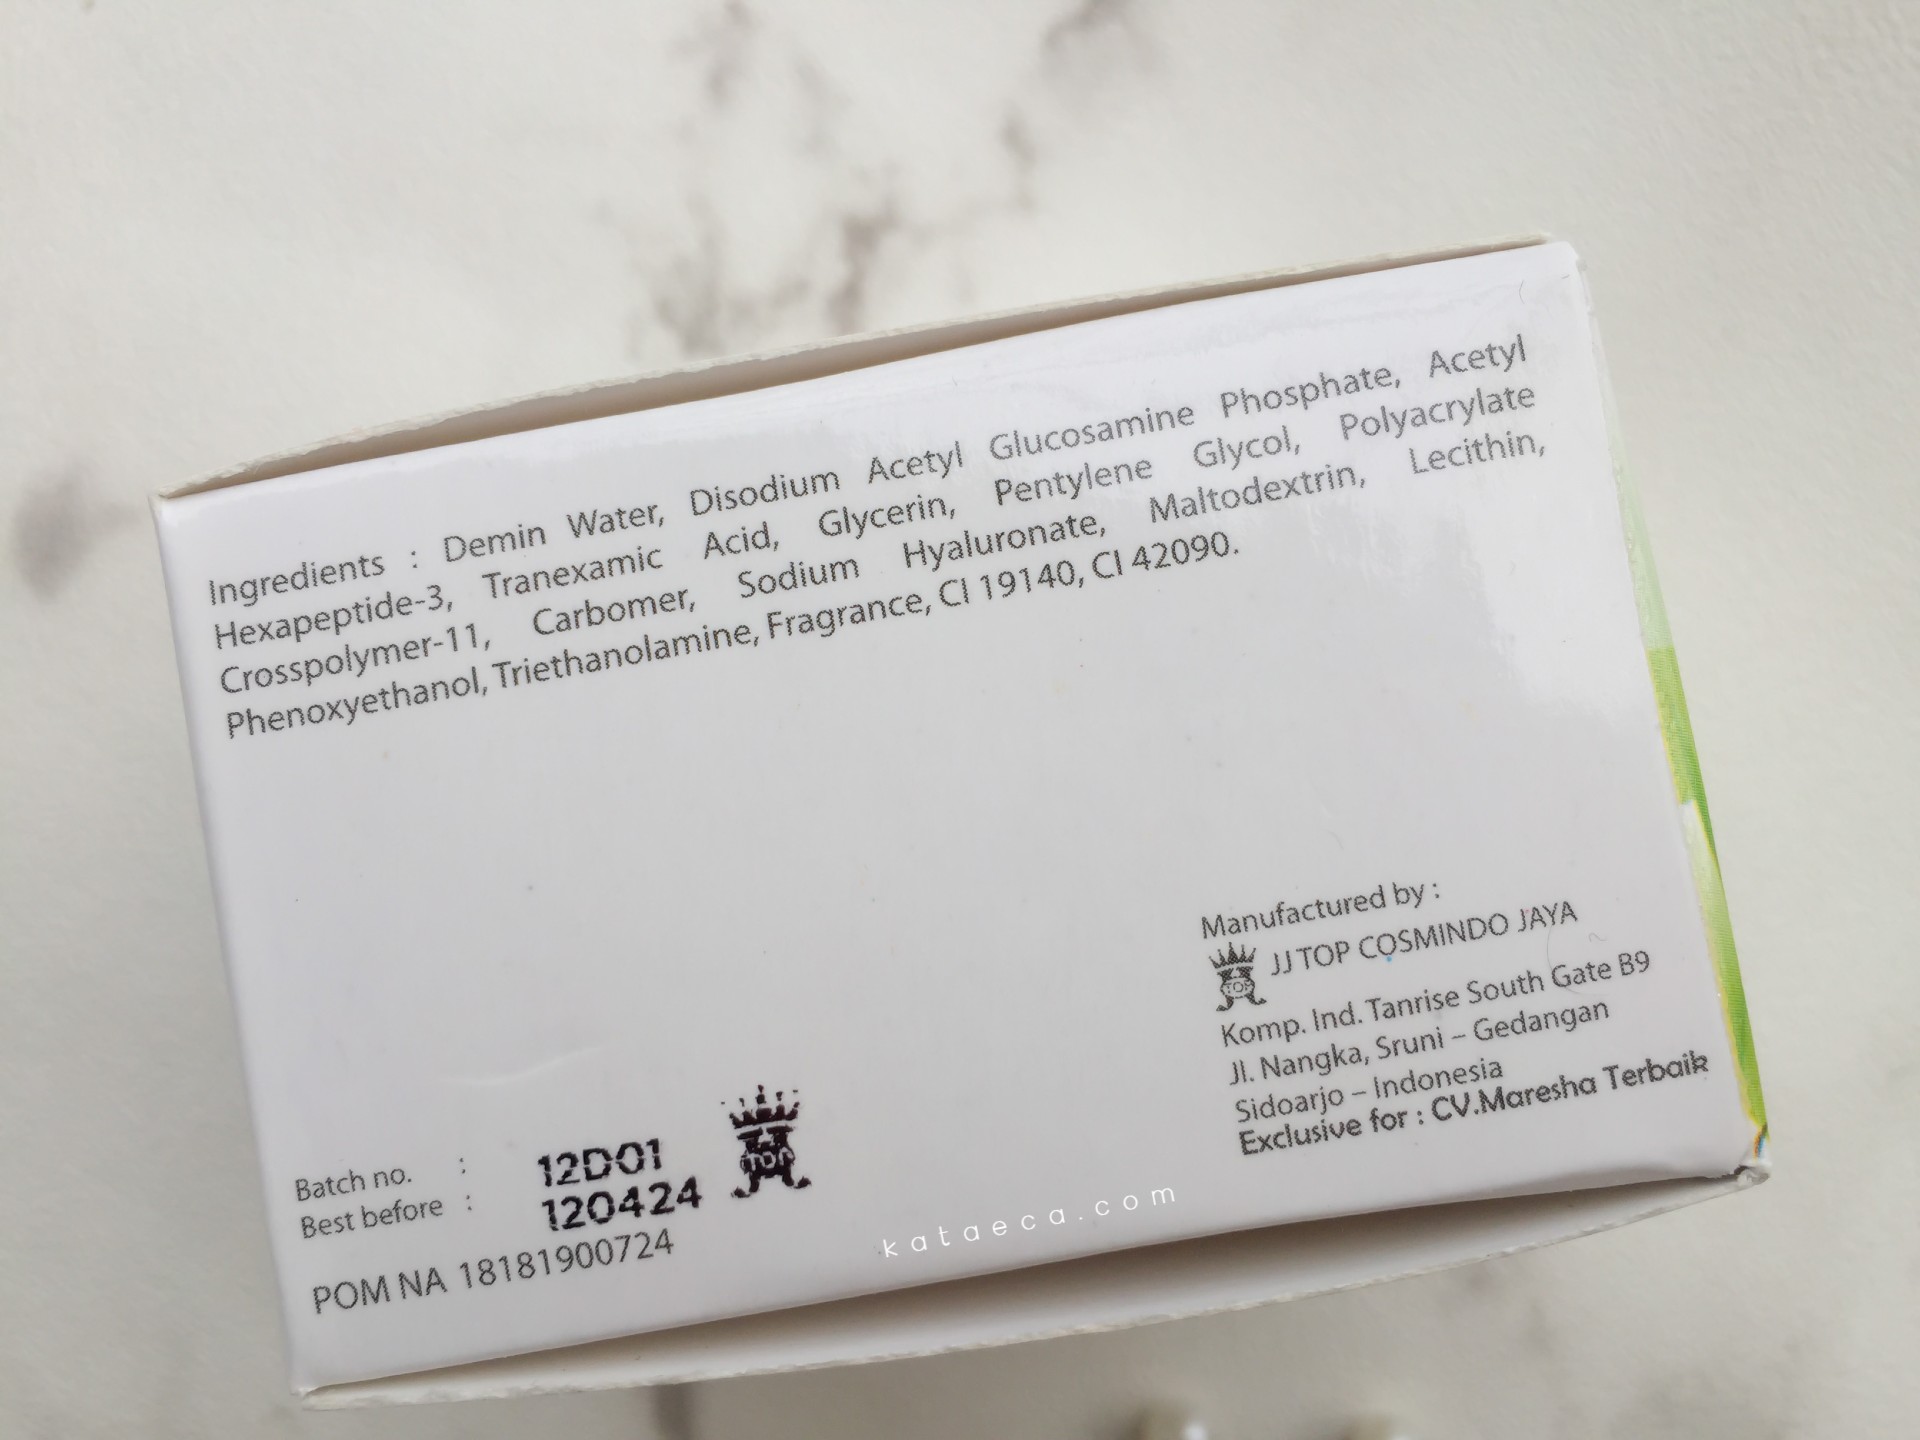 Ingredients : Demin Water, Disodium Acetyl Glucosamine Phosphate, Acetyl
Hexapeptide-3, Tranexamic Acid, Glycerin, Pentylene Glycol, Polyacrylate
Crosspolymer-11, Carbomer, Sodium Hyaluronate, Maltodextrin, Lecithin,
Phenoxyethanol, Triethanolamine, Fragrance, CI 19140, CI 42090.
Manufactured by :
TOP
JJ TOP COSMINDO JAYA
Komp. Ind. Tanrise South Gate B9
Jl. Nangka, Sruni – Gedangan
Sidoarjo – Indonesia
Exclusive for : CV.Maresha Terbaik
Batch no. : 12D01
Best before : 120424
TOP
POM NA 18181900724
kataeca.com